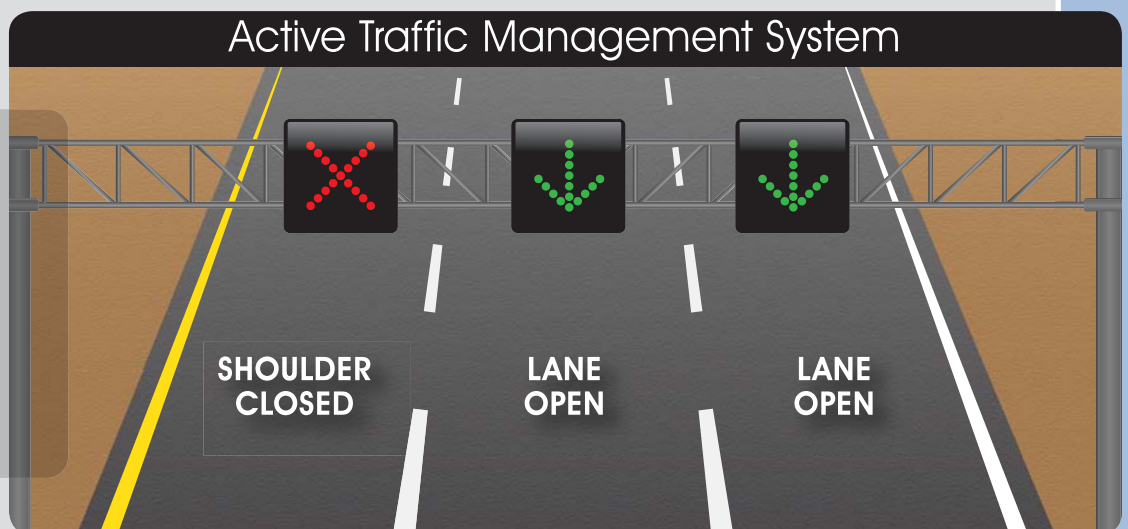 Active Traffic Management System
SHOULDER
CLOSED
LANE
OPEN
LANE
OPEN